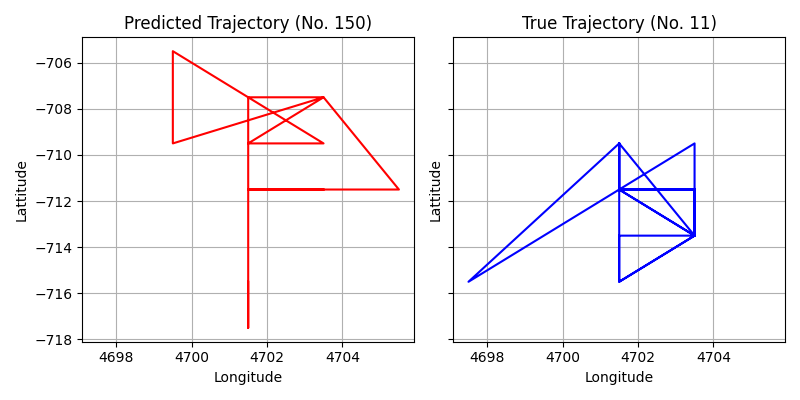 Predicted Trajectory (No. 150)
Lattitude
−706
−708
−710
−712
−714
−716
−718
4698
4700
4702
4704
Longitude
True Trajectory (No. 11)
Lattitude
4698
4700
4702
4704
Longitude